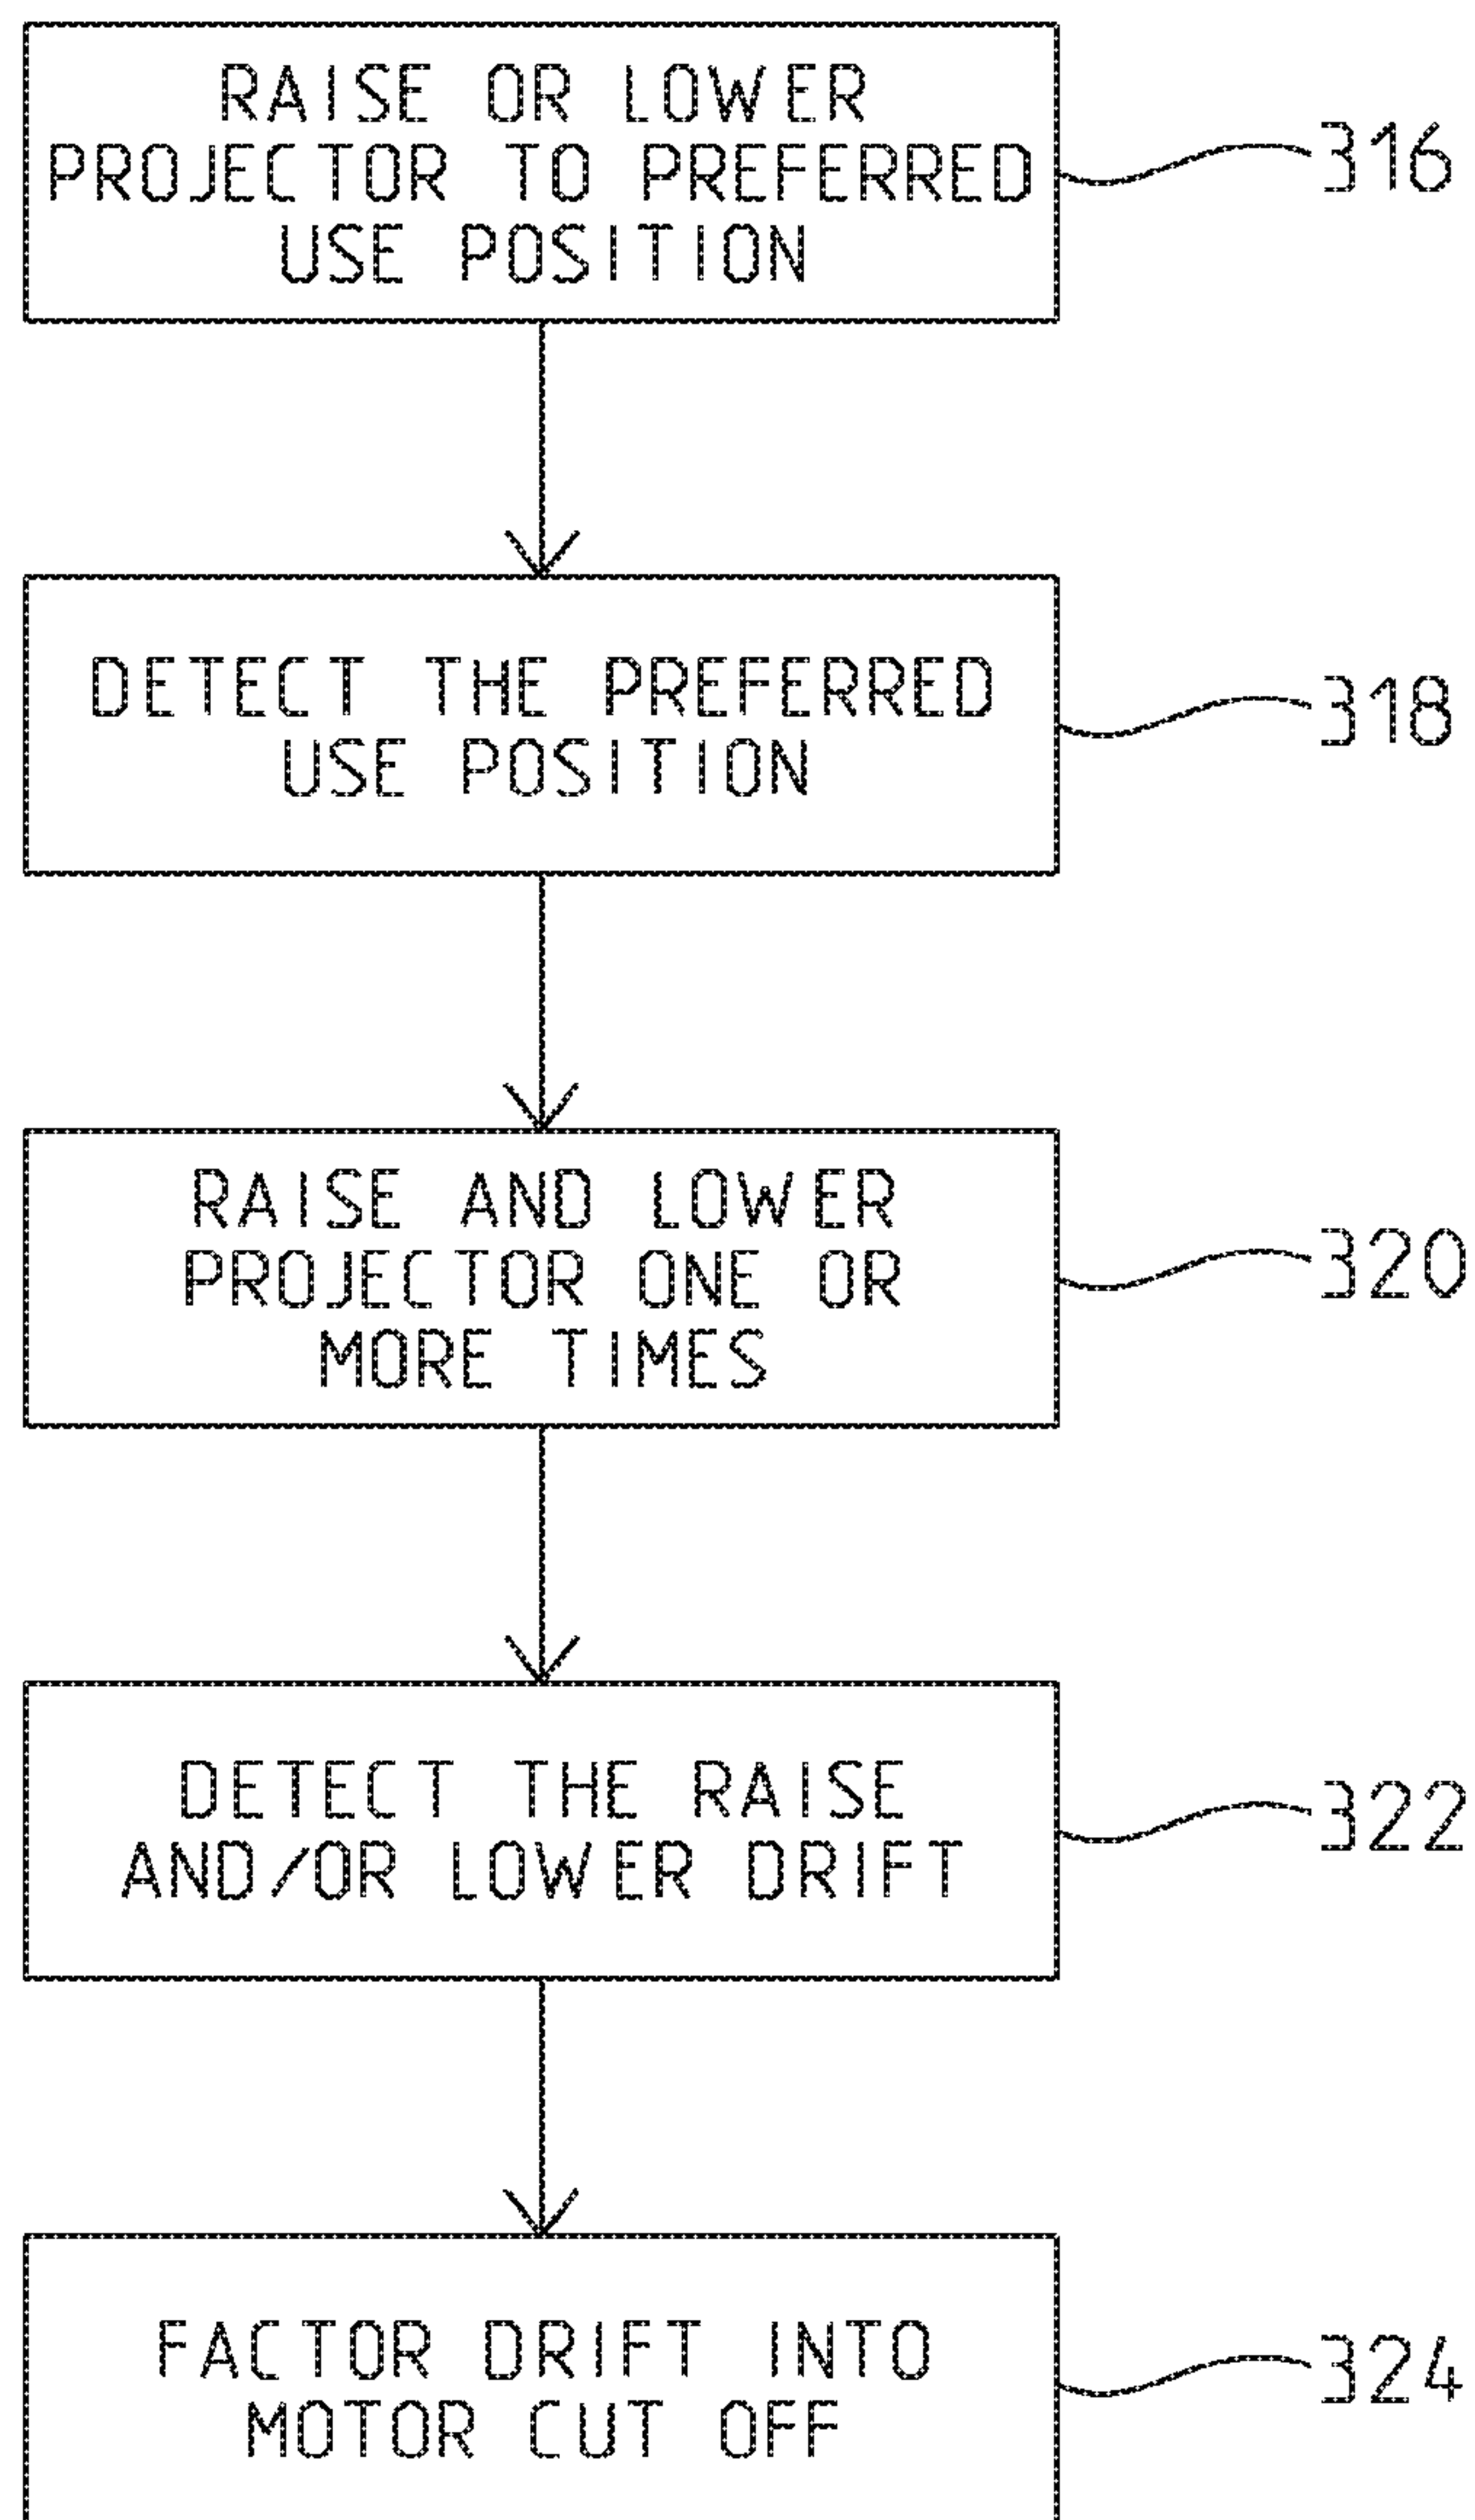 RAISE OR LOWER
PROJECTOR TO PREFERRED
USE POSITION
316
DETECT THE PREFERRED
USE POSITION
318
RAISE AND LOWER
PROJECTOR ONE OR
MORE TIMES
320
DETECT THE RAISE
AND/OR LOWER DRIFT
322
FACTOR DRIFT INTO
MOTOR CUT OFF
324